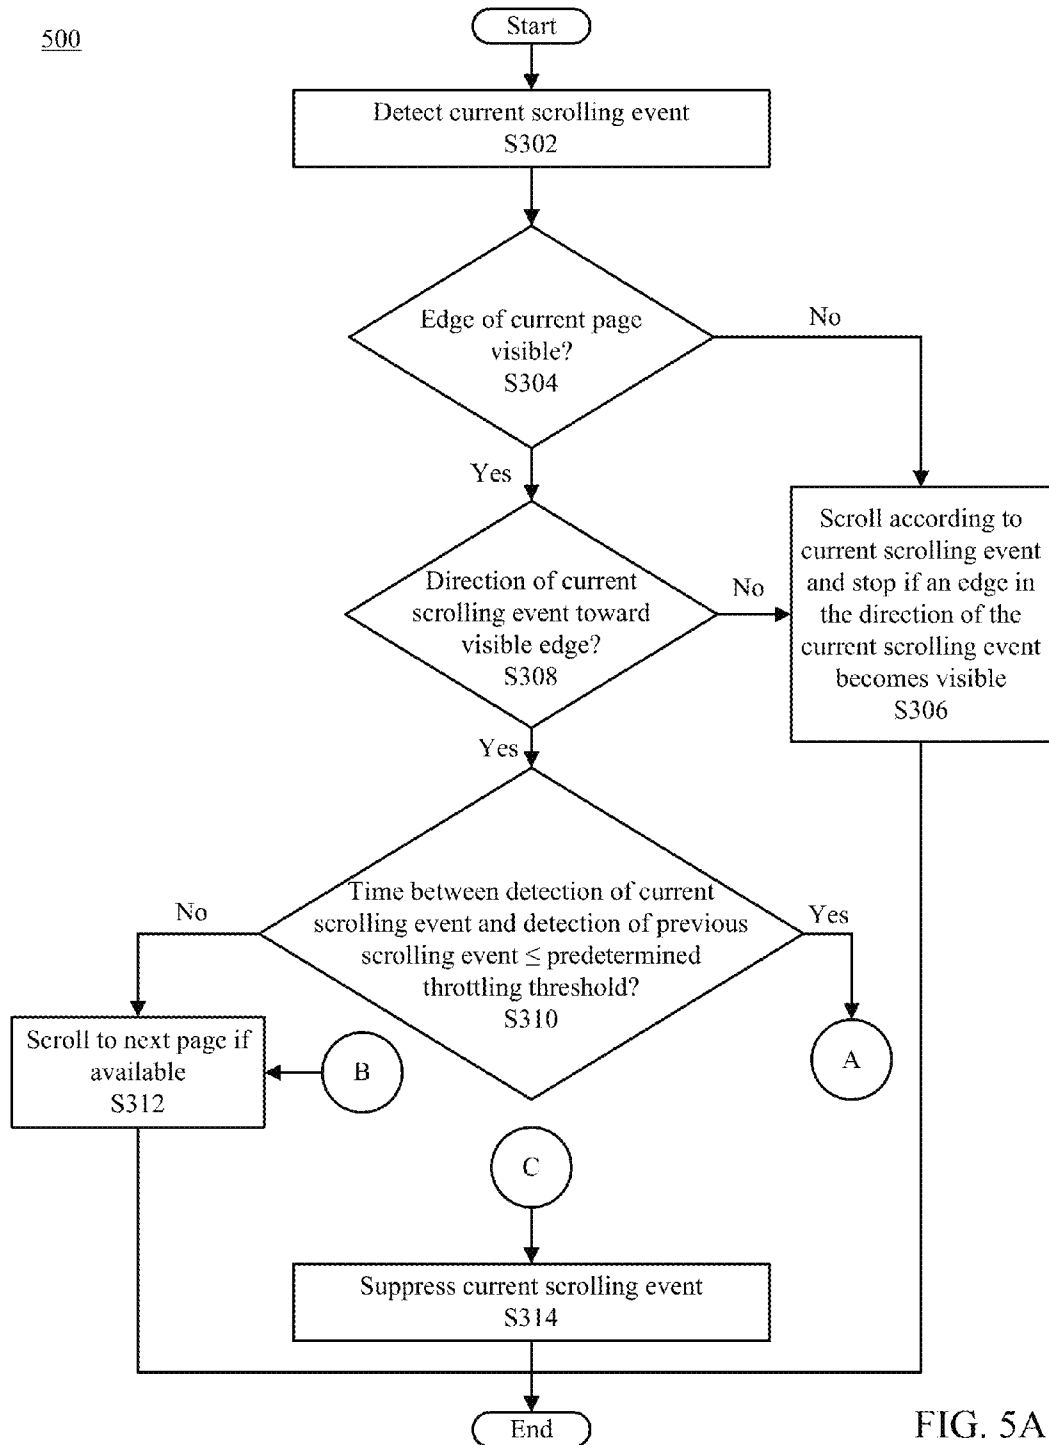 500
Start
Detect current scrolling event
S302
Edge of current page
visible?
S304
No
Yes
Direction of current
scrolling event toward
visible edge?
S308
No
Scroll according to
current scrolling event
and stop if an edge in
the direction of the
current scrolling event
becomes visible
S306
Yes
Time between detection of current
scrolling event and detection of previous
scrolling event ≤ predetermined
throttling threshold?
S310
No
Yes
Scroll to next page if
available
S312
B
A
C
Suppress current scrolling event
S314
End
FIG. 5A